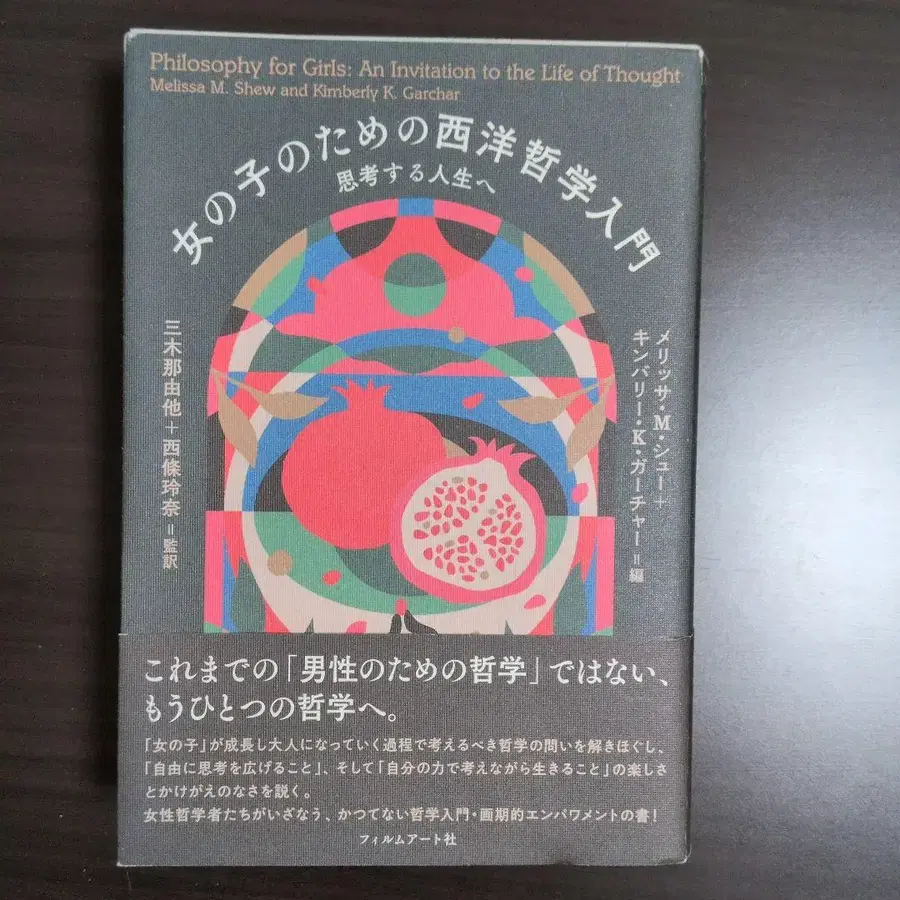 Philosophy for Girls: An Invitation to the Life of Thought
Melissa M. Shew and Kimberly K. Garchar
女の子のための西洋哲学入門
思考する人生へ
メリッサ・M・シュー+
キンバリー・K・ガーチャー=編
三木那由他+西條玲奈=監訳
これまでの「男性のための哲学」ではない、
もうひとつの哲学へ。
「女の子」が成長し大人になっていく過程で考えるべき哲学の問いを解きほぐし、
「自由に思考を広げること」、そして「自分の力で考えながら生きること」の楽しさ
とかけがえのなさを説く。
女性哲学者たちがいざなう、かつてない哲学入門・画期的エンパワメントの書!
フィルムアート社